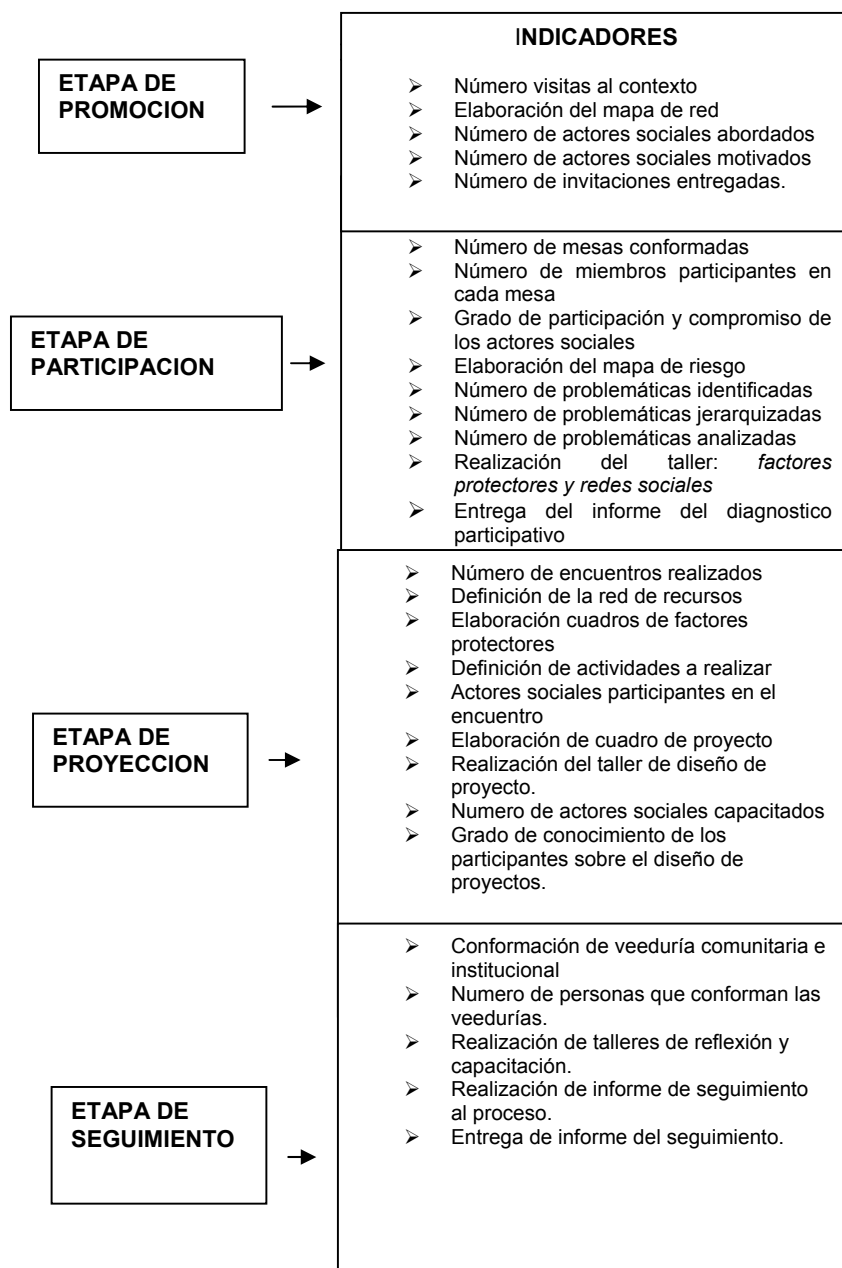 INDICADORES
ETAPA DE
PROMOCION
➢ Número visitas al contexto
➢ Elaboración del mapa de red
➢ Número de actores sociales abordados
➢ Número de actores sociales motivados
➢ Número de invitaciones entregadas.
ETAPA DE
PARTICIPACION
➢ Número de mesas conformadas
➢ Número de miembros participantes en
cada mesa
➢ Grado de participación y compromiso de
los actores sociales
➢ Elaboración del mapa de riesgo
➢ Número de problemáticas identificadas
➢ Número de problemáticas jerarquizadas
➢ Número de problemáticas analizadas
➢ Realización del taller: factores
protectores y redes sociales
➢ Entrega del informe del diagnostico
participativo
ETAPA DE
PROYECCION
➢ Número de encuentros realizados
➢ Definición de la red de recursos
➢ Elaboración cuadros de factores
protectores
➢ Definición de actividades a realizar
➢ Actores sociales participantes en el
encuentro
➢ Elaboración de cuadro de proyecto
➢ Realización del taller de diseño de
proyecto.
➢ Numero de actores sociales capacitados
➢ Grado de conocimiento de los
participantes sobre el diseño de
proyectos.
ETAPA DE
SEGUIMIENTO
➢ Conformación de veeduría comunitaria e
institucional
➢ Numero de personas que conforman las
veedurías.
➢ Realización de talleres de reflexión y
capacitación.
➢ Realización de informe de seguimiento
al proceso.
➢ Entrega de informe del seguimiento.